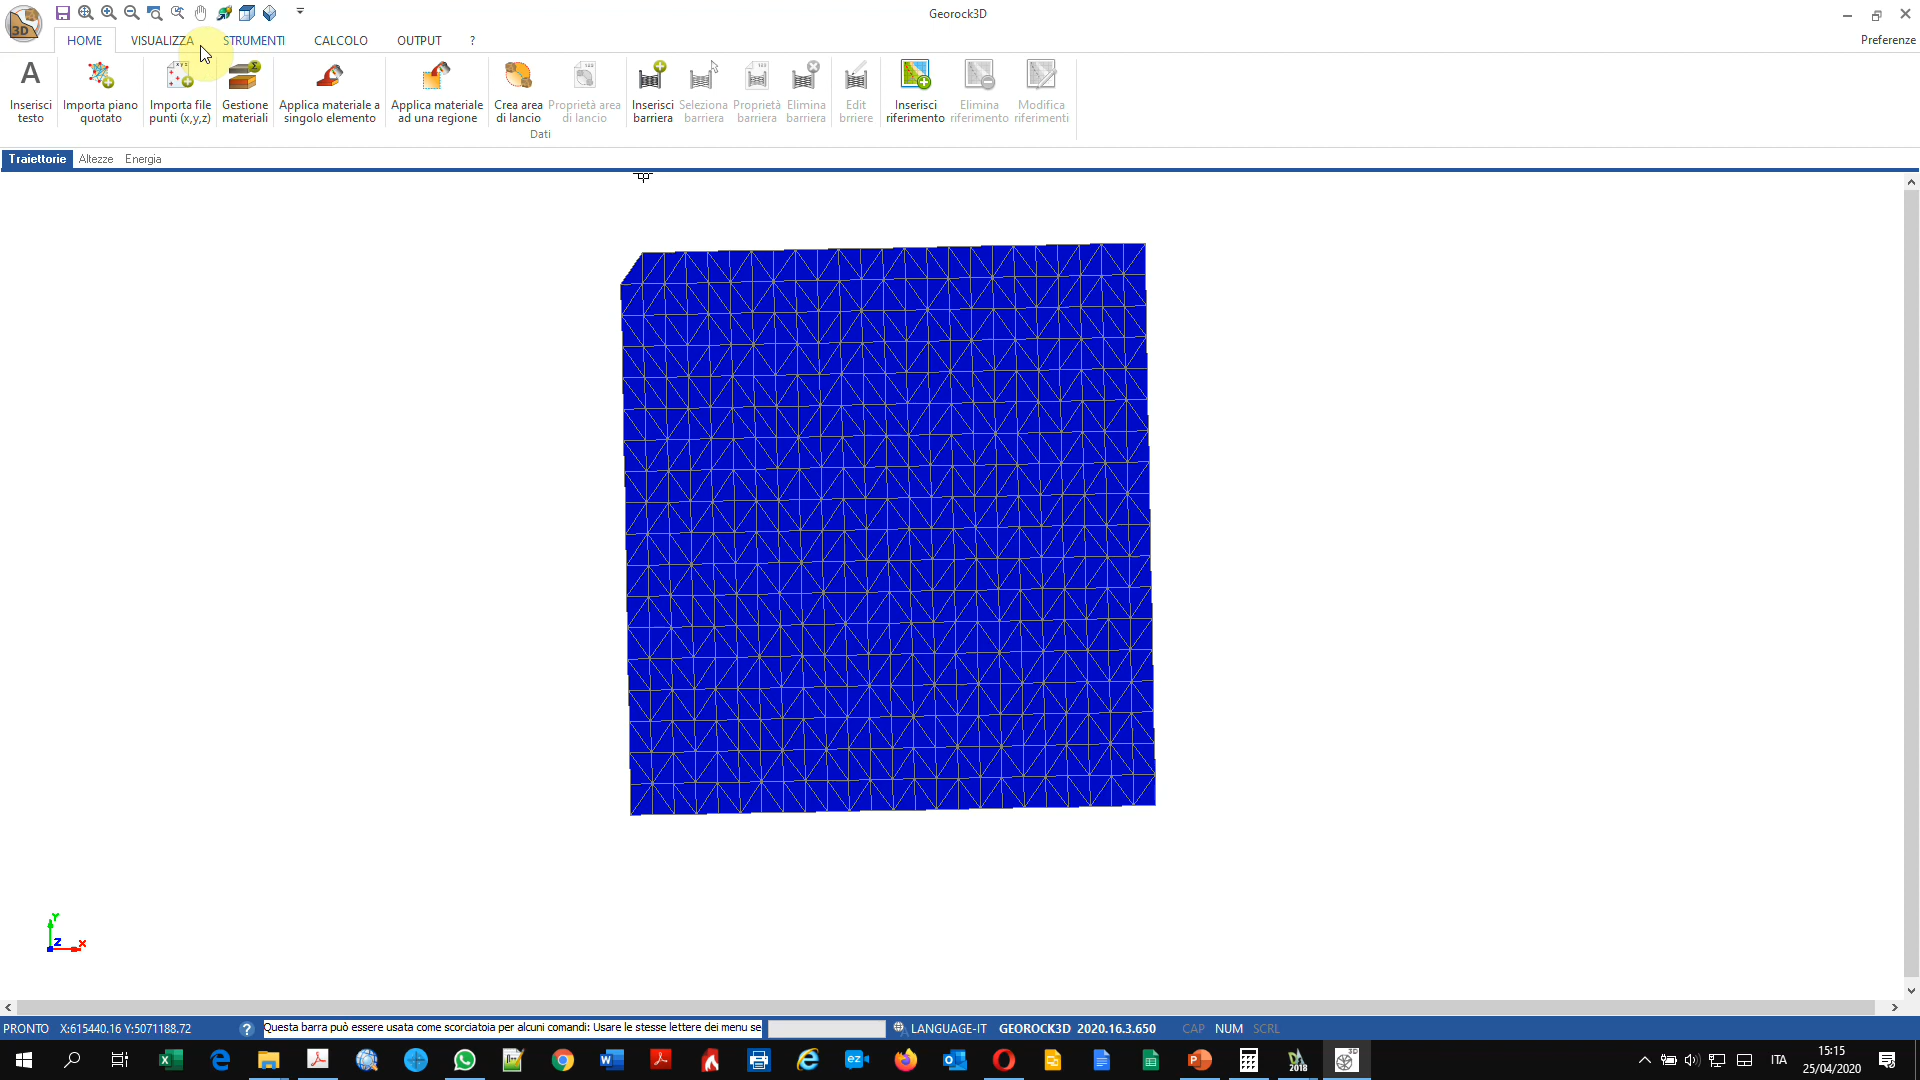 Georock3D
HOME VISUALIZZA STRUMENTI CALCOLO OUTPUT ?
Preferenze
Inserisci testo
Importa piano quotato
Importa file punti (x,y,z)
Gestione materiali
Applica materiale a singolo elemento
Applica materiale ad una regione
Crea area di lancio
Proprietà area di lancio
Inserisci barriera
Seleziona barriera
Proprietà barriera
Elimina barriera
Edit brriere
Inserisci riferimento
Elimina riferimento
Modifica riferimenti
Dati
Traiettorie Altezze Energia
Y
Z X
PRONTO X:615440.16 Y:5071188.72 ? Questa barra può essere usata come scorciatoia per alcuni comandi: Usare le stesse lettere dei menu se LANGUAGE-IT GEOROCK3D 2020.16.3.650 CAP NUM SCRL
ITA
15:15
25/04/2020